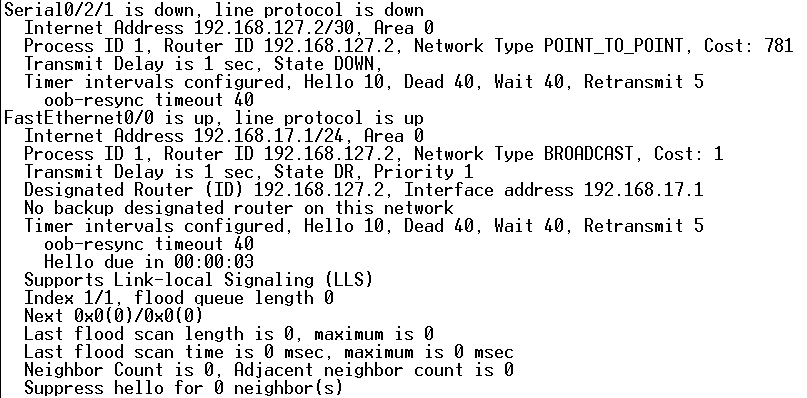 Serial0/2/1 is down, line protocol is down
Internet Address 192.168.127.2/30, Area 0
Process ID 1, Router ID 192.168.127.2, Network Type POINT_TO_POINT, Cost: 781
Transmit Delay is 1 sec, State DOWN,
Timer intervals configured, Hello 10, Dead 40, Wait 40, Retransmit 5
oob-resync timeout 40
FastEthernet0/0 is up, line protocol is up
Internet Address 192.168.17.1/24, Area 0
Process ID 1, Router ID 192.168.127.2, Network Type BROADCAST, Cost: 1
Transmit Delay is 1 sec, State DR, Priority 1
Designated Router (ID) 192.168.127.2, Interface address 192.168.17.1
No backup designated router on this network
Timer intervals configured, Hello 10, Dead 40, Wait 40, Retransmit 5
oob-resync timeout 40
Hello due in 00:00:03
Supports Link-local Signaling (LLS)
Index 1/1, flood queue length 0
Next 0x0(0)/0x0(0)
Last flood scan length is 0, maximum is 0
Last flood scan time is 0 msec, maximum is 0 msec
Neighbor Count is 0, Adjacent neighbor count is 0
Suppress hello for 0 neighbor(s)